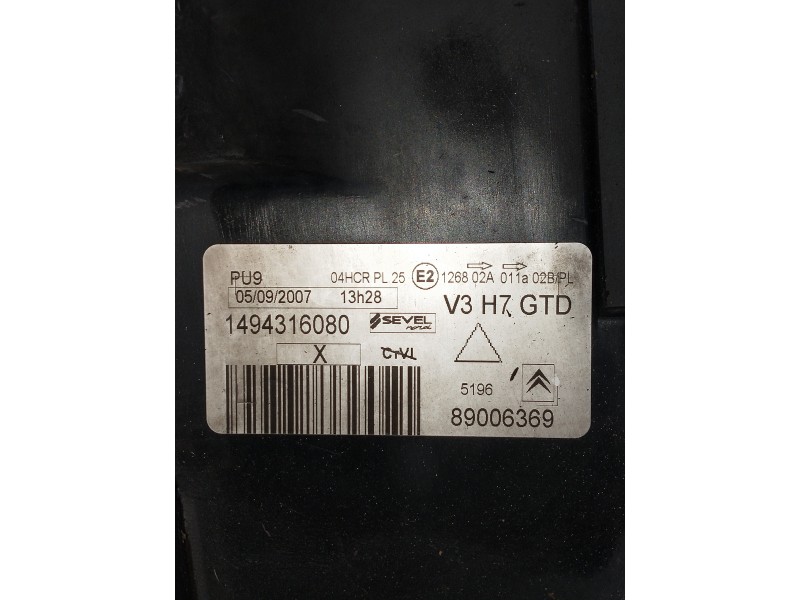 PU9 04HCR PL 25 E2 1268 02A 011a 02B/PL
05/09/2007 13h28 V3 H7 GTD
1494316080 SEVEL nord
X
5196
89006369